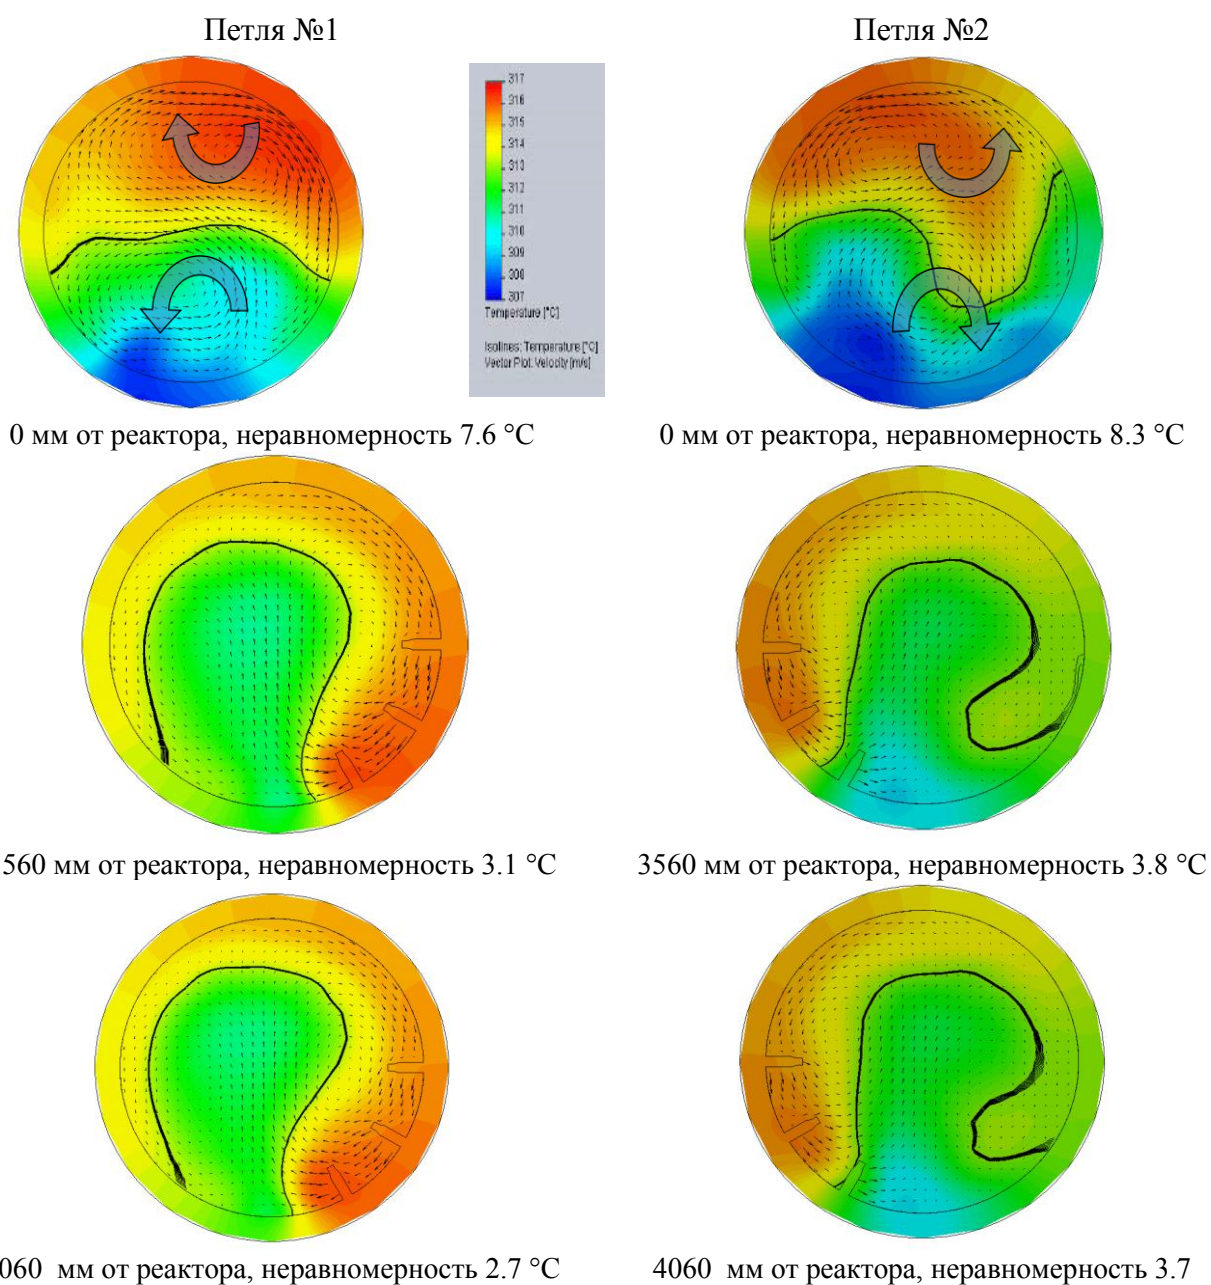 Петля №1 Петля №2
317
316
315
314
313
312
311
310
309
308
307
Temperature [°C]
Isolines: Temperature [°C]
Vector Plot: Velocity [m/s]
0 мм от реактора, неравномерность 7.6 °C 0 мм от реактора, неравномерность 8.3 °C
560 мм от реактора, неравномерность 3.1 °C 3560 мм от реактора, неравномерность 3.8 °C
060 мм от реактора, неравномерность 2.7 °C 4060 мм от реактора, неравномерность 3.7